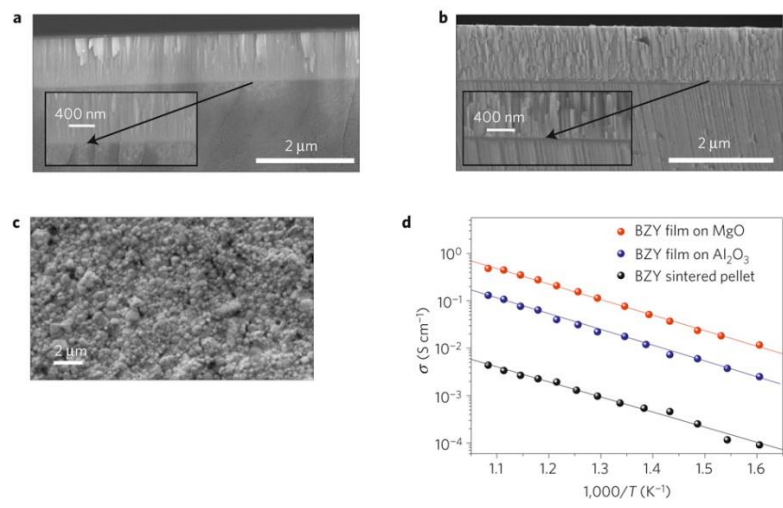 a
400 nm
2 μm
b
400 nm
2 μm
c
2 μm
d
BZY film on MgO
BZY film on Al₂O₃
BZY sintered pellet
10⁰
10⁻¹
10⁻²
10⁻³
10⁻⁴
σ (S cm⁻¹)
1.1 1.2 1.3 1.4 1.5 1.6
1,000/T (K⁻¹)